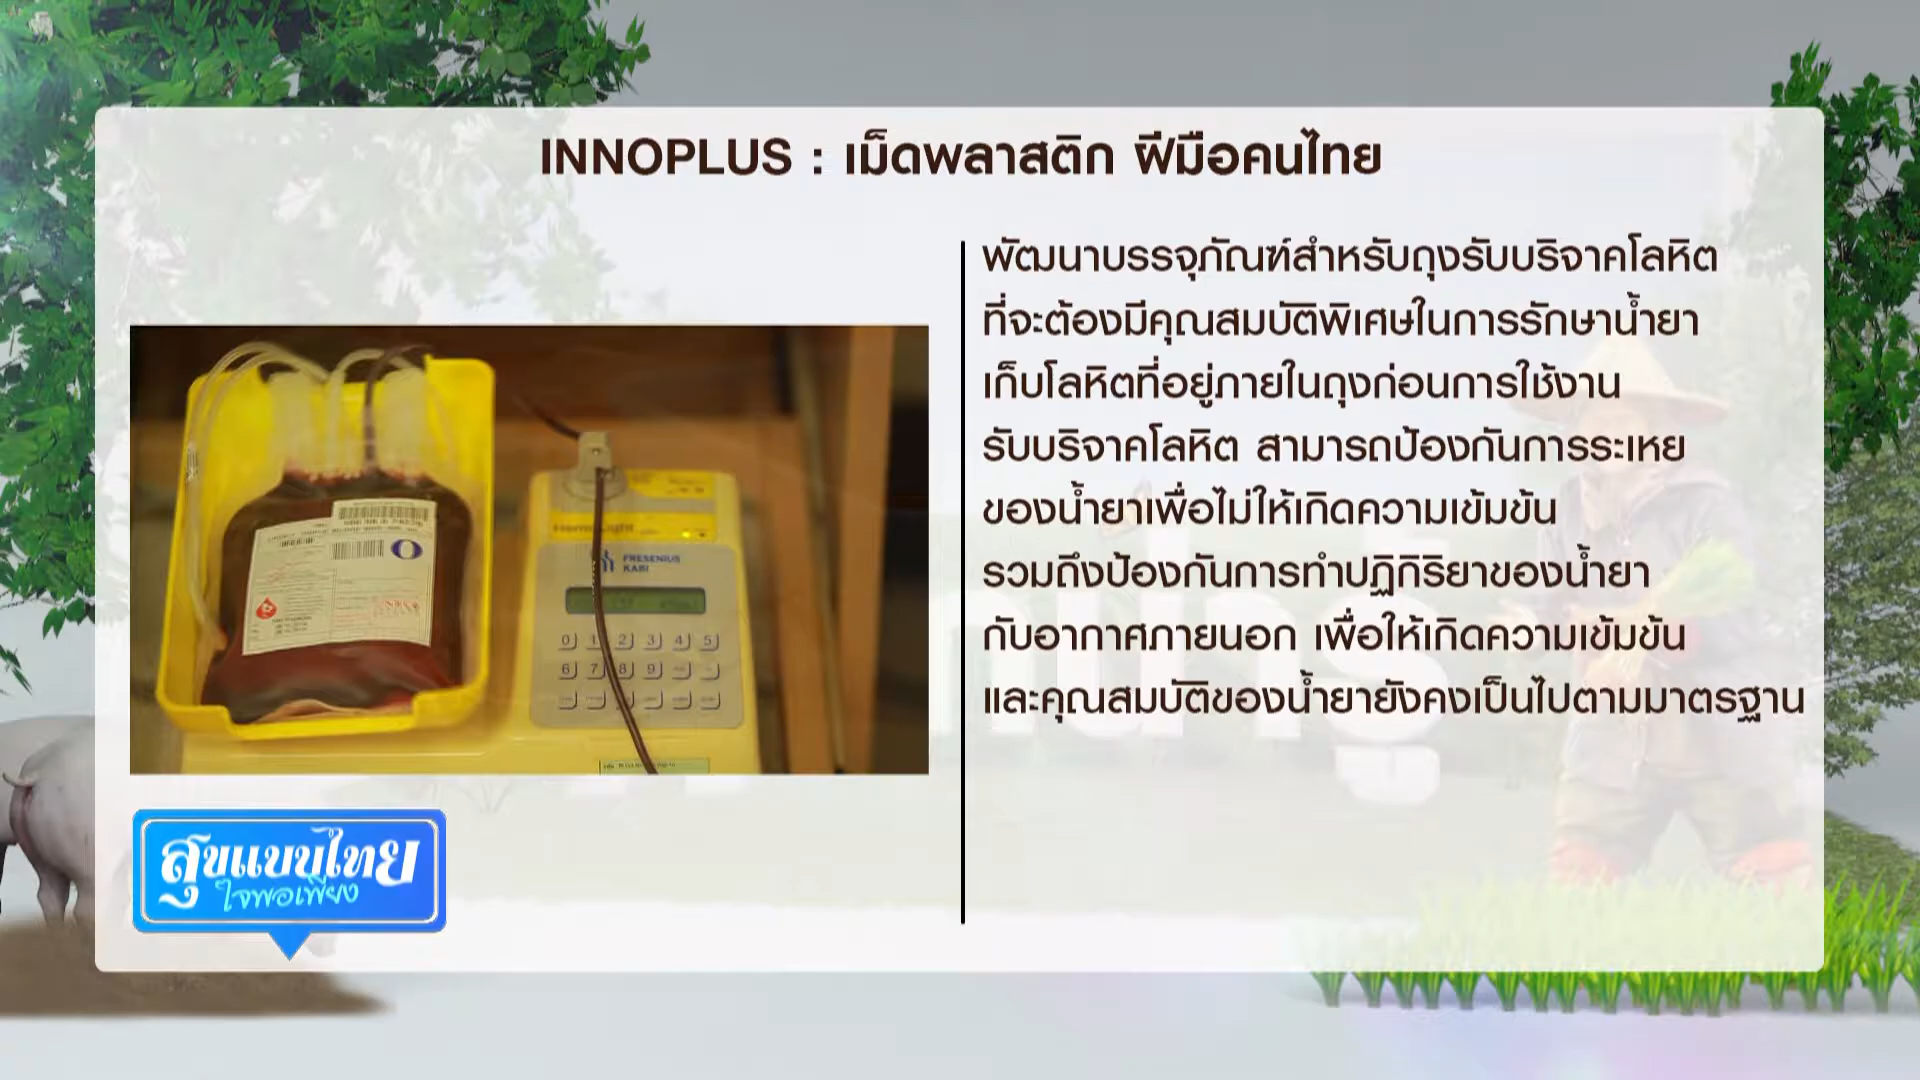 INNOPLUS : เม็ดพลาสติก ฝีมือคนไทย
พัฒนาบรรจุภัณฑ์สำหรับถุงรับบริจาคโลหิต
ที่จะต้องมีคุณสมบัติพิเศษในการรักษาน้ำยา
เก็บโลหิตที่อยู่ภายในถุงก่อนการใช้งาน
รับบริจาคโลหิต สามารถป้องกันการระเหย
ของน้ำยาเพื่อไม่ให้เกิดความเข้มข้น
รวมถึงป้องกันการทำปฏิกิริยาของน้ำยา
กับอากาศภายนอก เพื่อให้เกิดความเข้มข้น
และคุณสมบัติของน้ำยายังคงเป็นไปตามมาตรฐาน
O
FRESENIUS
KABI
0 1 2 3 4 5
6 7 8 9
สุขแบบไทย
ใจพอเพียง